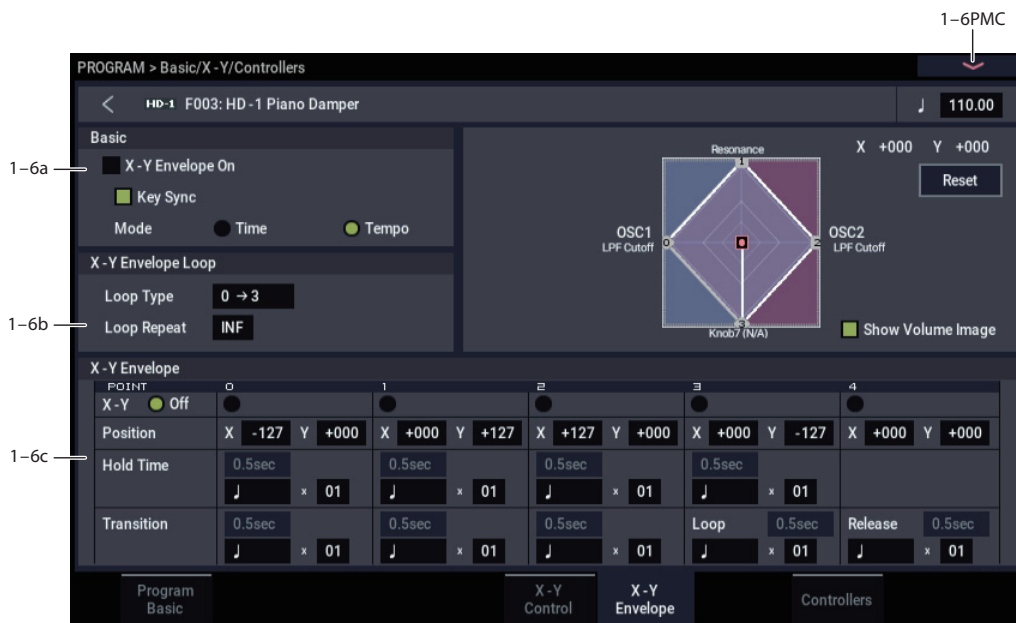 1–6PMC
PROGRAM > Basic/X-Y/Controllers
HD-1 F003: HD-1 Piano Damper
♩ 110.00
Basic
1–6a
X-Y Envelope On
Key Sync
Mode Time Tempo
X +000 Y +000
Reset
Resonance
1
OSC1
LPF Cutoff
0
2
OSC2
LPF Cutoff
3
Knob7 (N/A)
Show Volume Image
X-Y Envelope Loop
Loop Type 0 →3
1–6b
Loop Repeat INF
X-Y Envelope
POINT 0 1 2 3 4
X-Y Off
Position X -127 Y +000 X +000 Y +127 X +127 Y +000 X +000 Y -127 X +000 Y +000
1–6c
Hold Time 0.5sec 0.5sec 0.5sec 0.5sec
♩ x 01 ♩ x 01 ♩ x 01 ♩ x 01
Transition 0.5sec 0.5sec 0.5sec Loop 0.5sec Release 0.5sec
♩ x 01 ♩ x 01 ♩ x 01 ♩ x 01 ♩ x 01
Program
Basic
X-Y
Control
X-Y
Envelope
Controllers